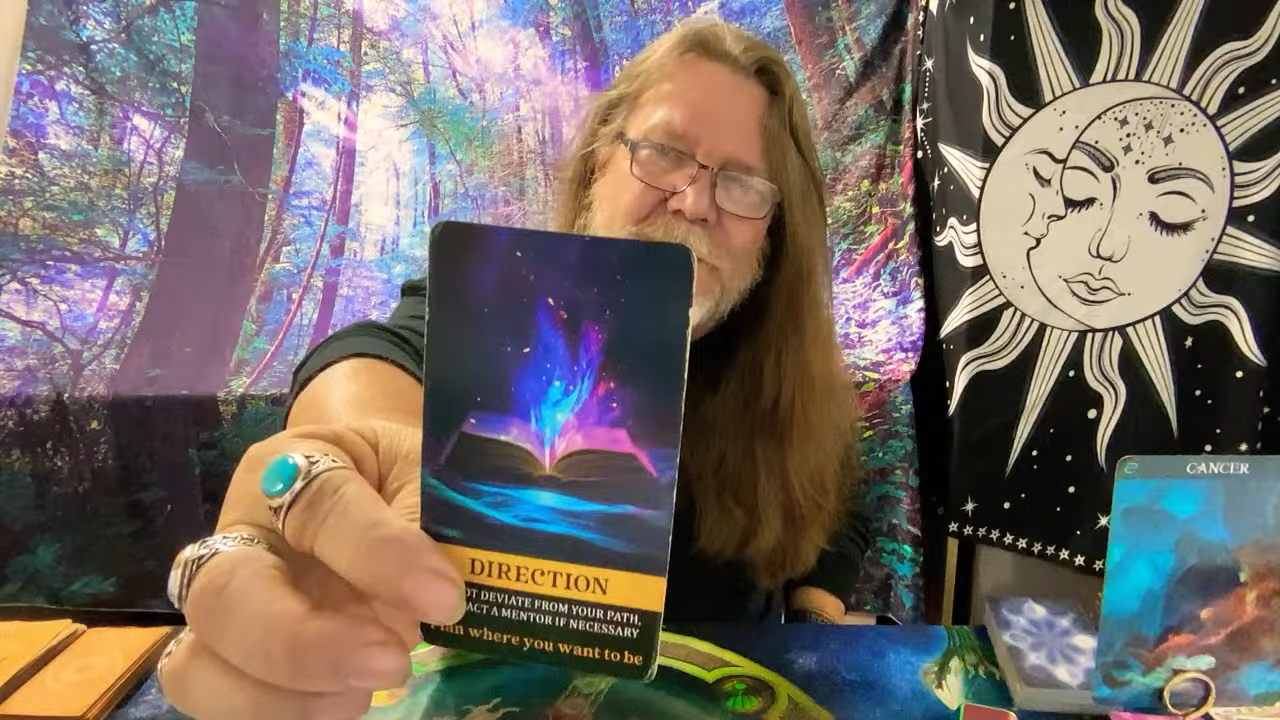 DIRECTION
DEVIATE FROM YOUR PATH,
A MENTOR IF NECESSARY
where you want to be
CANCER